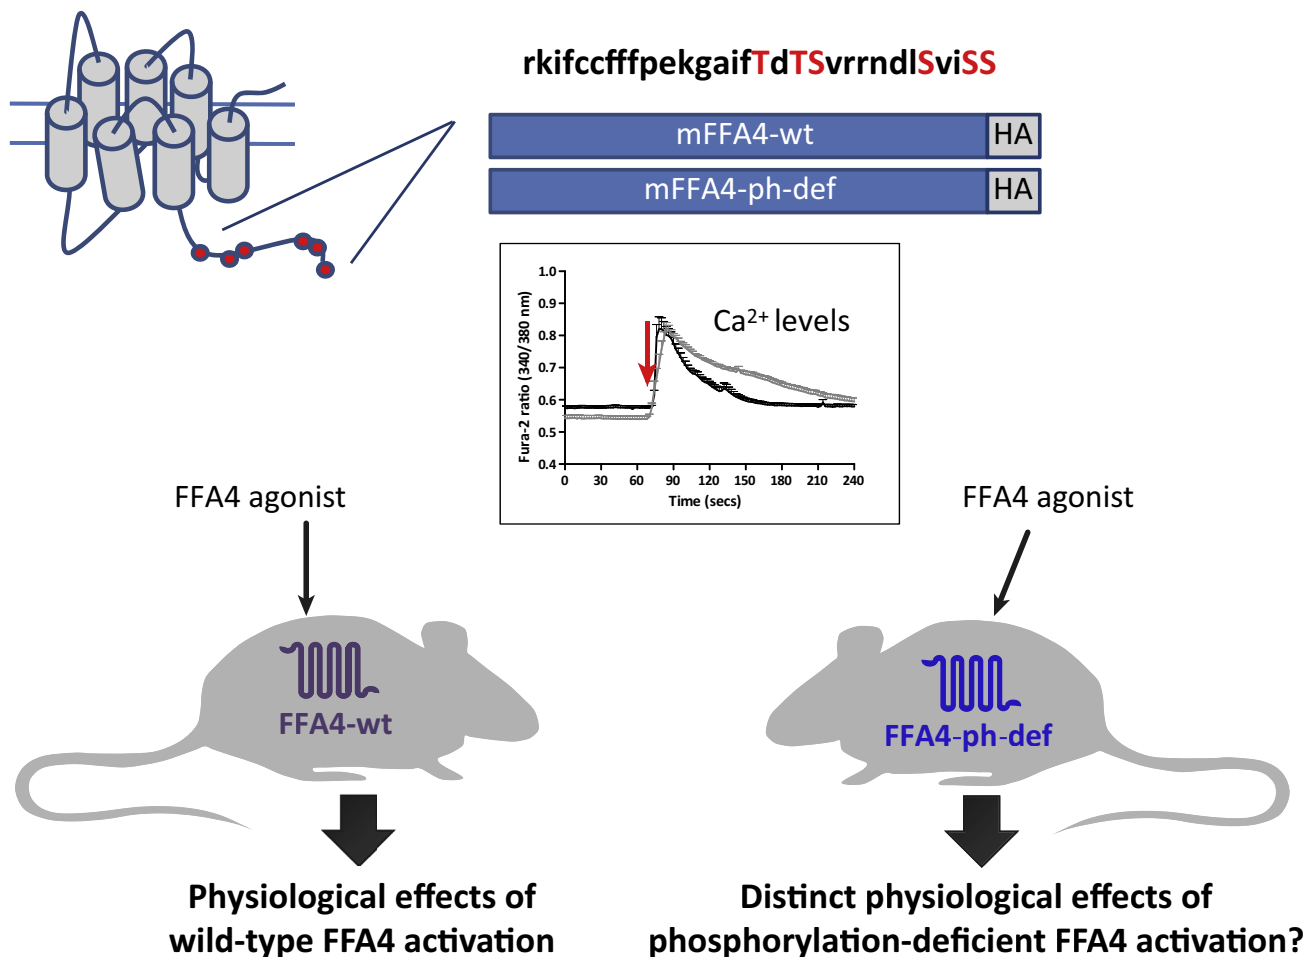 rkifccfffpekgaifTdTSvrrndlSviSS
mFFA4-wt
HA
mFFA4-ph-def
HA
Ca²⁺ levels
Fura-2 ratio (340/380 nm)
1.0
0.9
0.8
0.7
0.6
0.5
0.4
0 30 60 90 120 150 180 210 240
Time (secs)
FFA4 agonist
FFA4 agonist
FFA4-wt
FFA4-ph-def
Physiological effects of
wild-type FFA4 activation
Distinct physiological effects of
phosphorylation-deficient FFA4 activation?